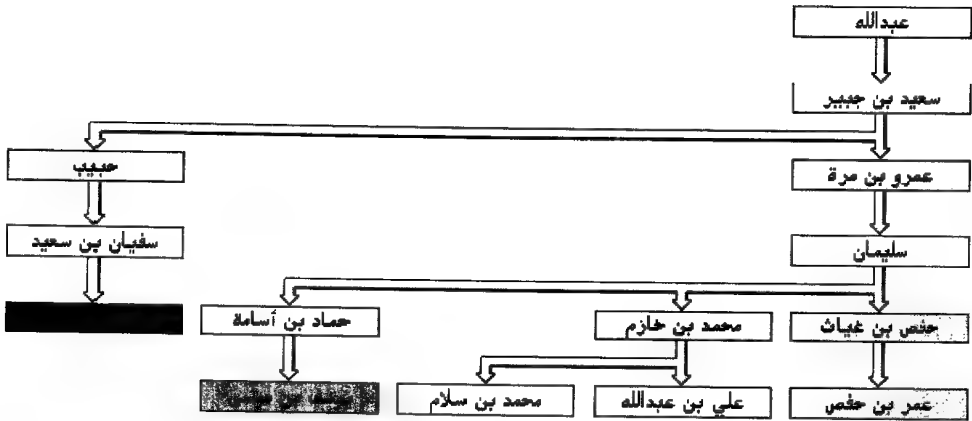 عبدالله
سعيد بن جبير
حبيب
عمرو بن مرة
سفيان بن سعيد
سليمان
حماد بن أسامة
محمد بن خازم
حفص بن غياث
محمد بن سلام
علي بن عبدالله
عمر بن حفص